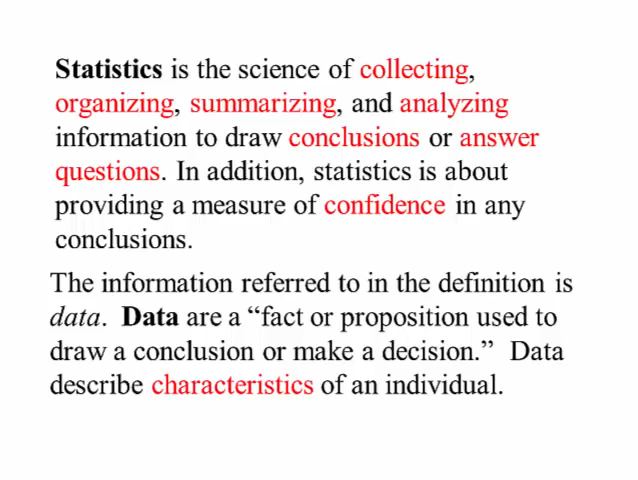 Statistics is the science of collecting,
organizing, summarizing, and analyzing
information to draw conclusions or answer
questions. In addition, statistics is about
providing a measure of confidence in any
conclusions.
The information referred to in the definition is
data. Data are a “fact or proposition used to
draw a conclusion or make a decision.” Data
describe characteristics of an individual.